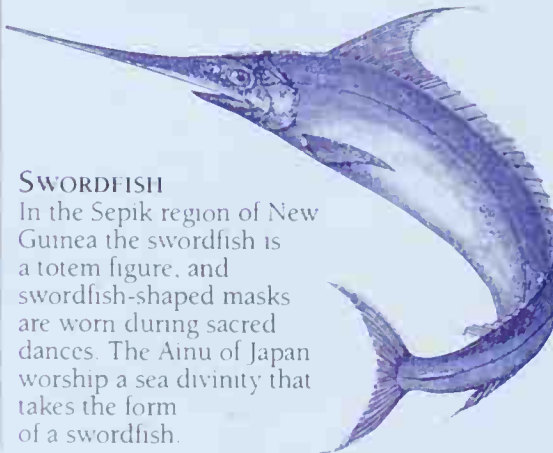 SWORDFISH
In the Sepik region of New
Guinea the swordfish is
a totem figure, and
swordfish-shaped masks
are worn during sacred
dances. The Ainu of Japan
worship a sea divinity that
takes the form
of a swordfish.